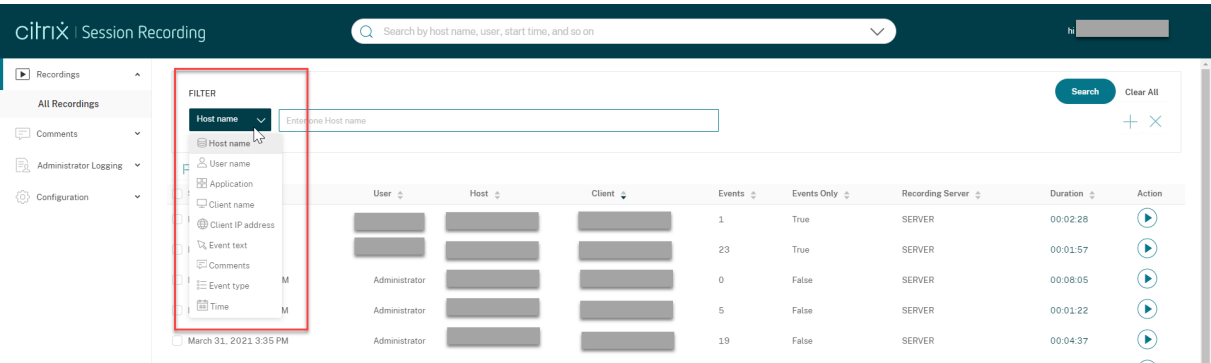 citrix | Session Recording
Search by host name, user, start time, and so on
hi
Recordings
All Recordings
Comments
Administrator Logging
Configuration
FILTER
Search
Clear All
Host name
Enter one Host name
Host name
User name
Application
Client name
Client IP address
Event text
Comments
Event type
Time
User Host Client Events Events Only Recording Server Duration Action
1 True SERVER 00:02:28
23 True SERVER 00:01:57
M Administrator 0 False SERVER 00:08:05
M Administrator 5 False SERVER 00:01:22
March 31, 2021 3:35 PM Administrator 19 False SERVER 00:04:37